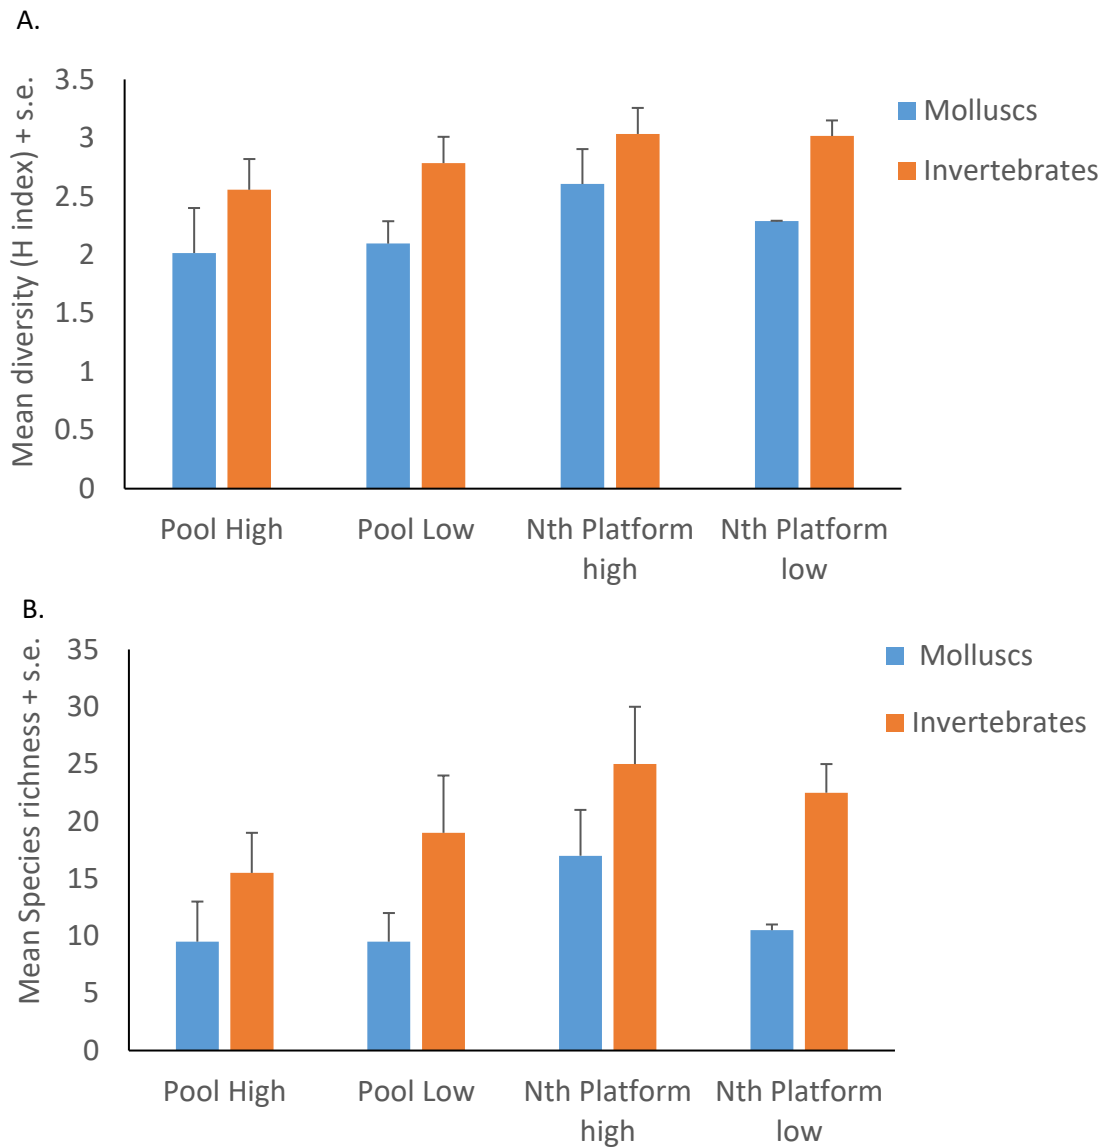 A.
Mean diversity (H index) + s.e.
3.5
3
2.5
2
1.5
1
0.5
0
Pool High
Pool Low
Nth Platform
high
Nth Platform
low
Molluscs
Invertebrates
B.
Mean Species richness + s.e.
35
30
25
20
15
10
5
0
Pool High
Pool Low
Nth Platform
high
Nth Platform
low
Molluscs
Invertebrates